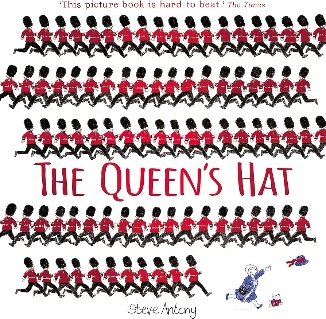 'This picture book is hard to beat.' The Times
THE QUEEN'S HAT
Steve Antony